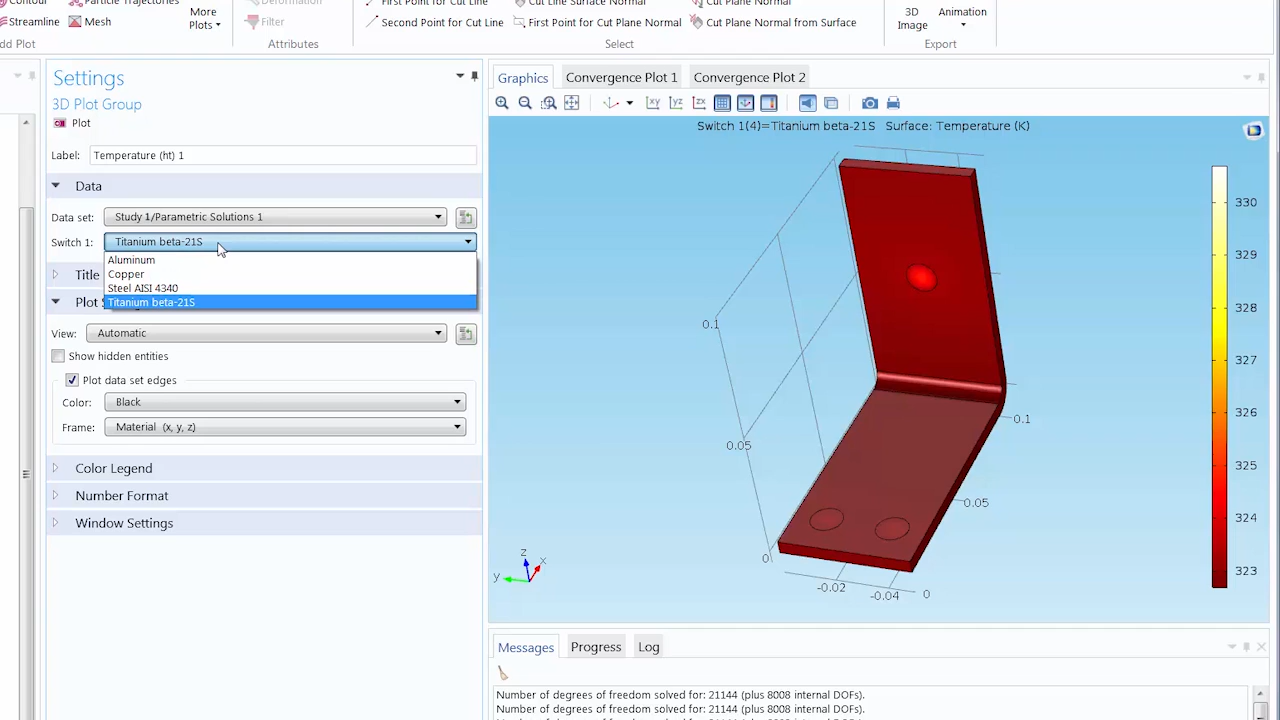 Contour
Particle Trajectories
Streamline
Mesh
More
Plots
dd Plot
Deformation
Filter
Attributes
First Point for Cut Line
Cut Line Surface Normal
Cut Plane Normal
Second Point for Cut Line
First Point for Cut Plane Normal
Cut Plane Normal from Surface
Select
3D
Image
Animation
Export
Settings
3D Plot Group
Plot
Label: Temperature (ht) 1
Data
Data set: Study 1/Parametric Solutions 1
Switch 1: Titanium beta-21S
Aluminum
Copper
Steel AISI 4340
Titanium beta-21S
Title
Plot S
View: Automatic
Show hidden entities
Plot data set edges
Color: Black
Frame: Material (x, y, z)
Color Legend
Number Format
Window Settings
Graphics
Convergence Plot 1
Convergence Plot 2
xy
yz
zx
Switch 1(4)=Titanium beta-21S Surface: Temperature (K)
0.1
0.05
0
0.1
0.05
-0.02
-0.04
0
z
x
y
330
329
328
327
326
325
324
323
Messages
Progress
Log
Number of degrees of freedom solved for: 21144 (plus 8008 internal DOFs).
Number of degrees of freedom solved for: 21144 (plus 8008 internal DOFs).